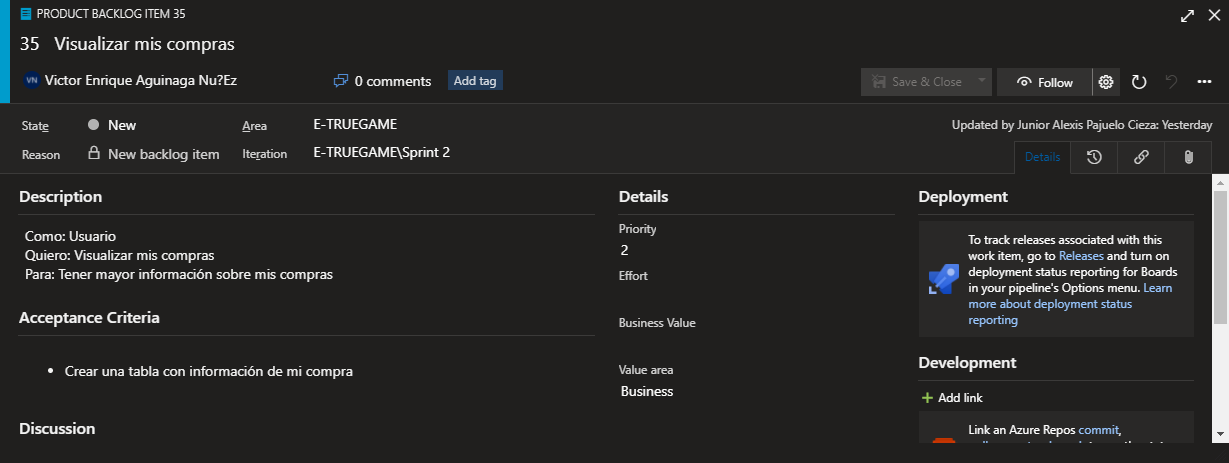 PRODUCT BACKLOG ITEM 35
35 Visualizar mis compras
VN Victor Enrique Aguinaga Nu?Ez
0 comments
Add tag
Save & Close
Follow
State
New
Area
E-TRUEGAME
Updated by Junior Alexis Pajuelo Cieza: Yesterday
Reason
New backlog item
Iteration
E-TRUEGAME\Sprint 2
Details
Description
Como: Usuario
Quiero: Visualizar mis compras
Para: Tener mayor información sobre mis compras
Acceptance Criteria
• Crear una tabla con información de mi compra
Discussion
Details
Priority
2
Effort
Business Value
Value area
Business
Deployment
To track releases associated with this
work item, go to Releases and turn on
deployment status reporting for Boards
in your pipeline's Options menu. Learn
more about deployment status
reporting
Development
+ Add link
Link an Azure Repos commit,